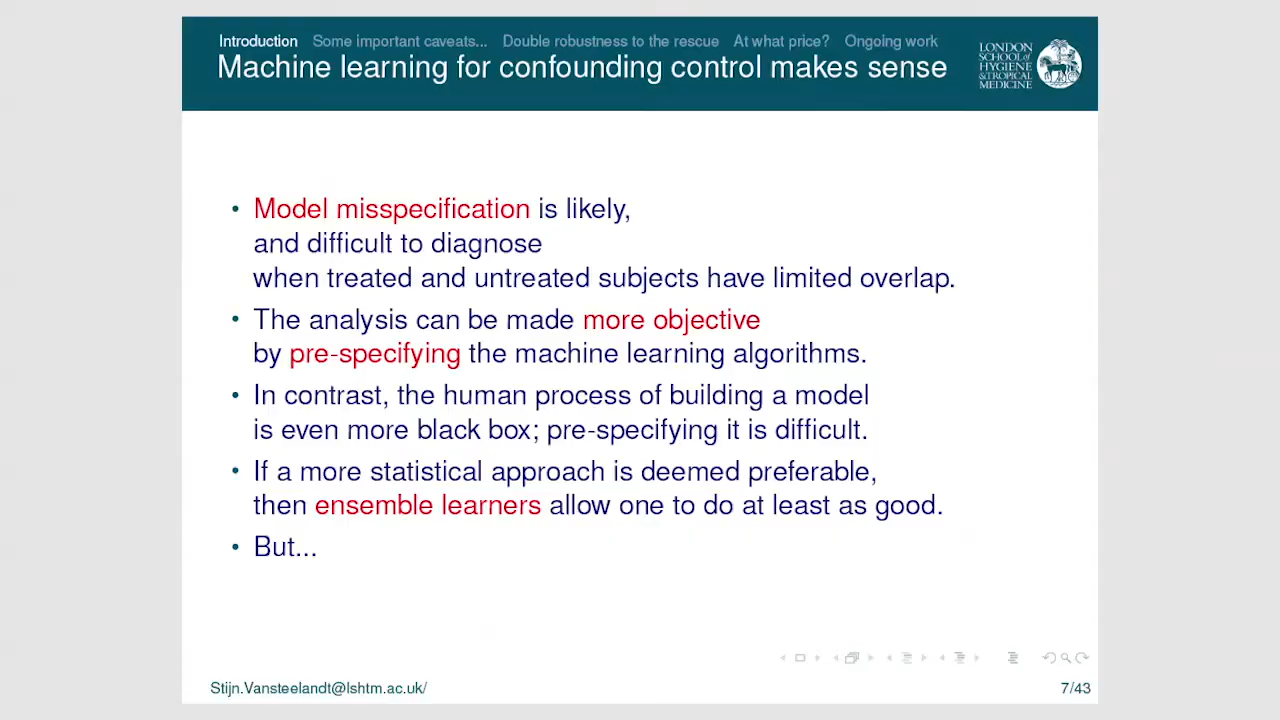 Introduction Some important caveats... Double robustness to the rescue At what price? Ongoing work
Machine learning for confounding control makes sense
LONDON
SCHOOL of
HYGIENE
& TROPICAL
MEDICINE
• Model misspecification is likely,
and difficult to diagnose
when treated and untreated subjects have limited overlap.
• The analysis can be made more objective
by pre-specifying the machine learning algorithms.
• In contrast, the human process of building a model
is even more black box; pre-specifying it is difficult.
• If a more statistical approach is deemed preferable,
then ensemble learners allow one to do at least as good.
• But...
Stijn.Vansteelandt@lshtm.ac.uk/ 7/43